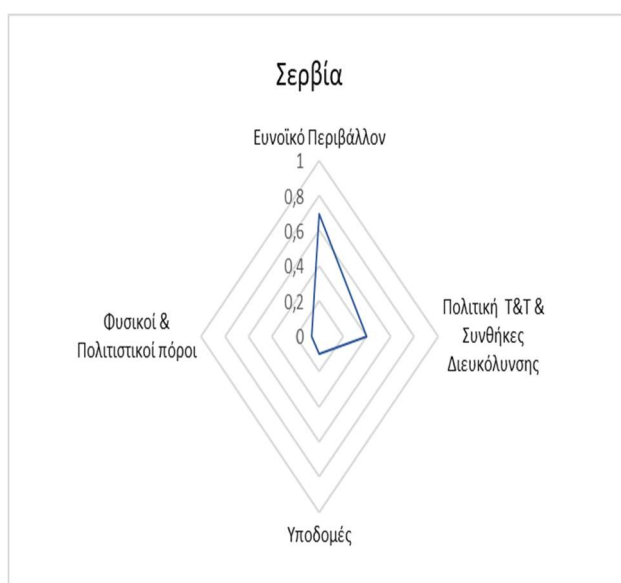 Σερβία
Ευνοϊκό Περιβάλλον
1
0,8
0,6
0,4
0,2
0
Πολιτική T&T &
Συνθήκες
Διευκόλυνσης
Φυσικοί &
Πολιτιστικοί πόροι
Υποδομές